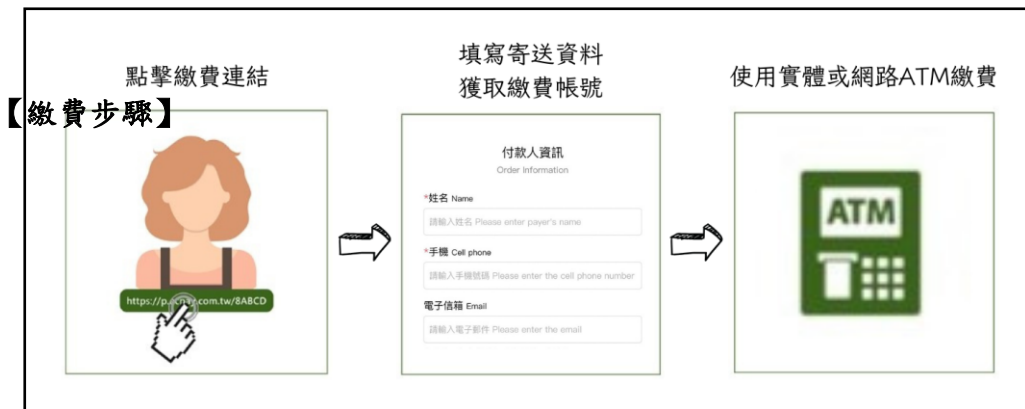 【繳費步驟】
點擊繳費連結
填寫寄送資料
獲取繳費帳號
使用實體或網路ATM繳費
付款人資訊
Order Information
*姓名 Name
請輸入姓名 Please enter payer's name
*手機 Cell phone
請輸入手機號碼 Please enter the cell phone number
電子信箱 Email
請輸入電子郵件 Please enter the email
ATM